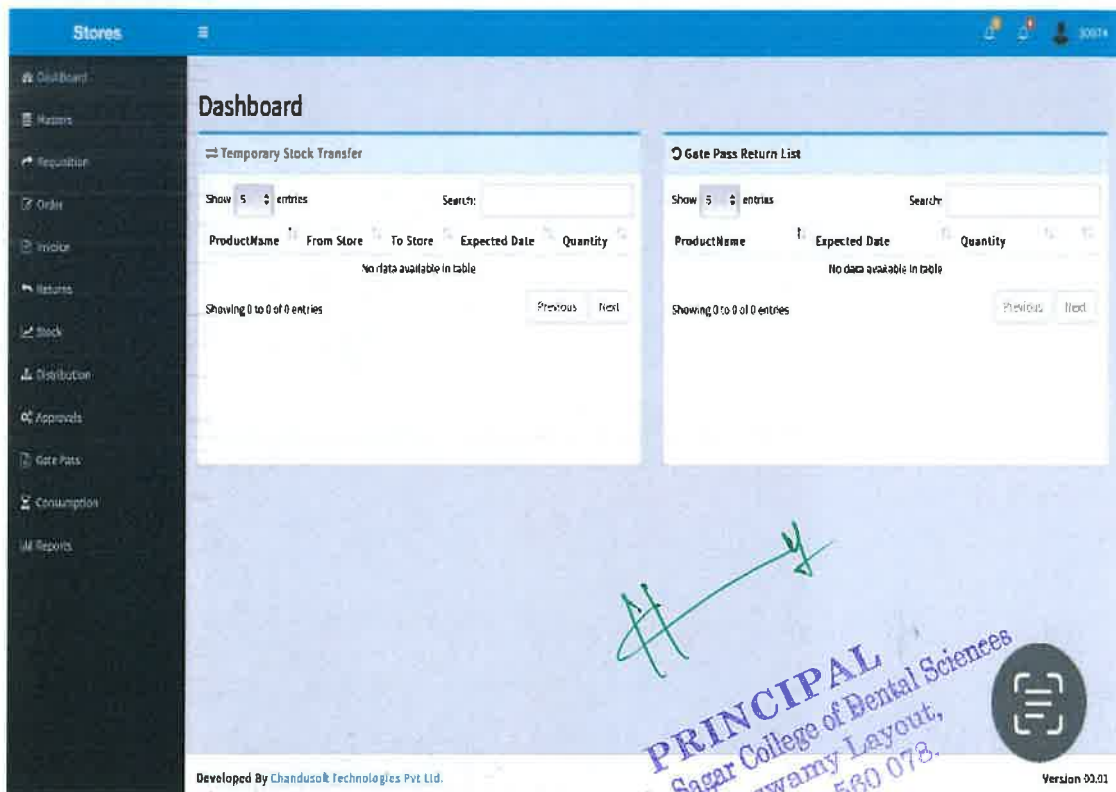 Stores
DashBoard
Masters
Requisition
Order
Invoice
Returns
Stock
Distribution
Approvals
Gate Pass
Consumption
Reports
Dashboard
Temporary Stock Transfer
Show 5 entries Search:
ProductName From Store To Store Expected Date Quantity
No data available in table
Showing 0 to 0 of 0 entries Previous Next
Gate Pass Return List
Show 5 entries Search:
ProductName Expected Date Quantity
No data available in table
Showing 0 to 0 of 0 entries Previous Next
PRINCIPAL
Sagar College of Dental Sciences
Layout,
560 078.
Developed By Chandusoft Technologies Pvt Ltd.
Version 00.01